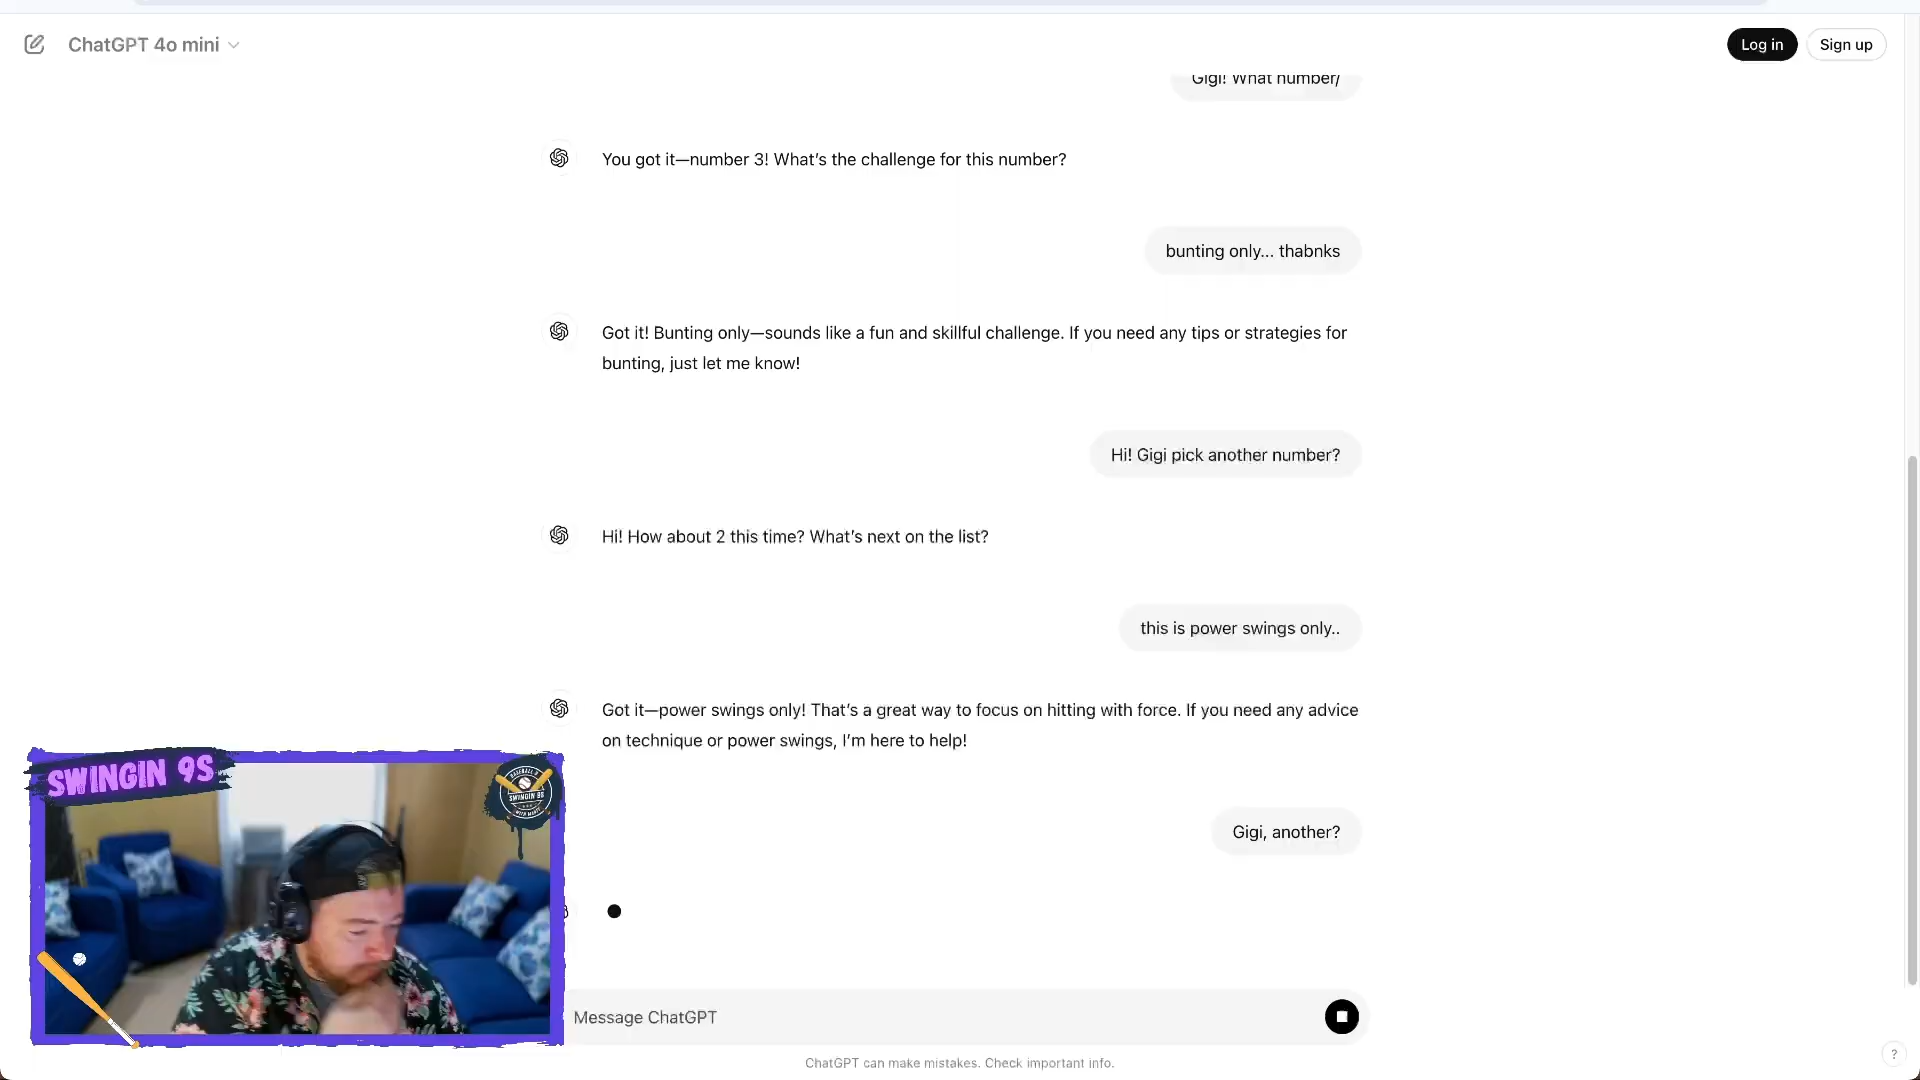 ChatGPT 4o mini
Log in
Sign up
Gigi! What number/
You got it—number 3! What's the challenge for this number?
bunting only... thabnks
Got it! Bunting only—sounds like a fun and skillful challenge. If you need any tips or strategies for
bunting, just let me know!
Hi! Gigi pick another number?
Hi! How about 2 this time? What's next on the list?
this is power swings only..
Got it—power swings only! That's a great way to focus on hitting with force. If you need any advice
on technique or power swings, I'm here to help!
Gigi, another?
SWINGIN 9S
SWINGIN 9S
Message ChatGPT
ChatGPT can make mistakes. Check important info.
?